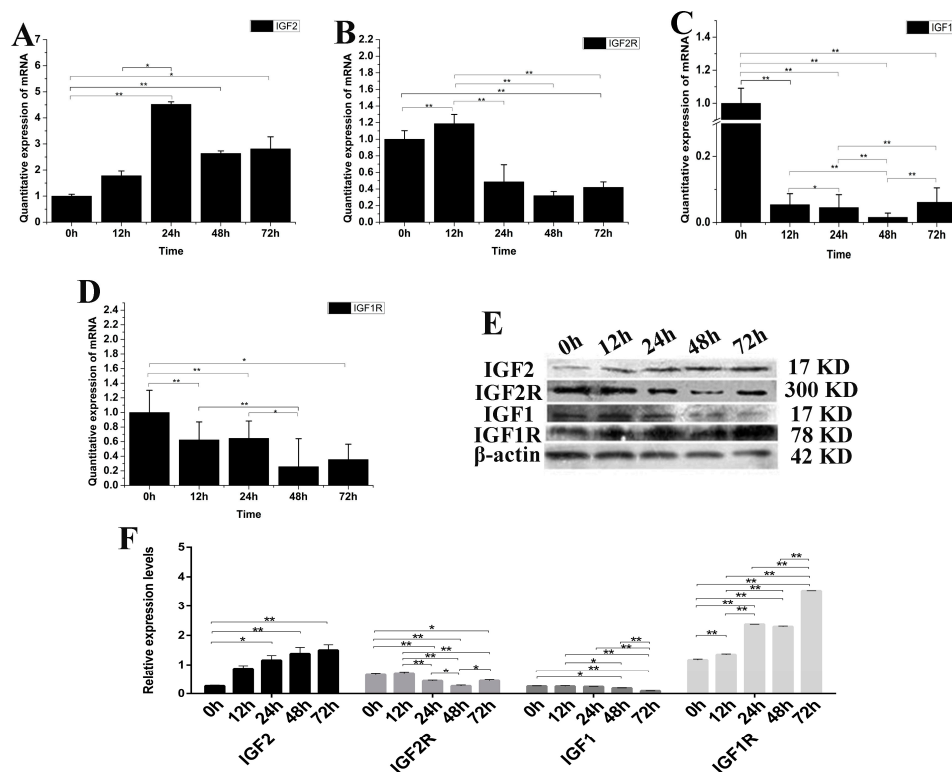 A
IGF2
Quantitative expression of mRNA
7
6
5
4
3
2
1
0
* *
** **
0h 12h 24h 48h 72h
Time
B
IGF2R
Quantitative expression of mRNA
2.2
2.0
1.8
1.6
1.4
1.2
1.0
0.8
0.6
0.4
0.2
0.0
** ** ** ** **
0h 12h 24h 48h 72h
Time
C
IGF1
Quantitative expression of mRNA
1.4
1.2
1.0
0.2
0.0
** ** ** **
** ** ** ** *
0h 12h 24h 48h 72h
Time
D
IGF1R
Quantitative expression of mRNA
2.4
2.2
2.0
1.8
1.6
1.4
1.2
1.0
0.8
0.6
0.4
0.2
0.0
* ** ** ** *
0h 12h 24h 48h 72h
Time
E
0h 12h 24h 48h 72h
IGF2 17 KD
IGF2R 300 KD
IGF1 17 KD
IGF1R 78 KD
β-actin 42 KD
F
Relative expression levels
5
4
3
2
1
0
** ** *
* ** ** ** ** ** * *
** ** * ** *
** ** ** ** ** ** ** ** **
0h 12h 24h 48h 72h 0h 12h 24h 48h 72h 0h 12h 24h 48h 72h 0h 12h 24h 48h 72h
IGF2 IGF2R IGF1 IGF1R